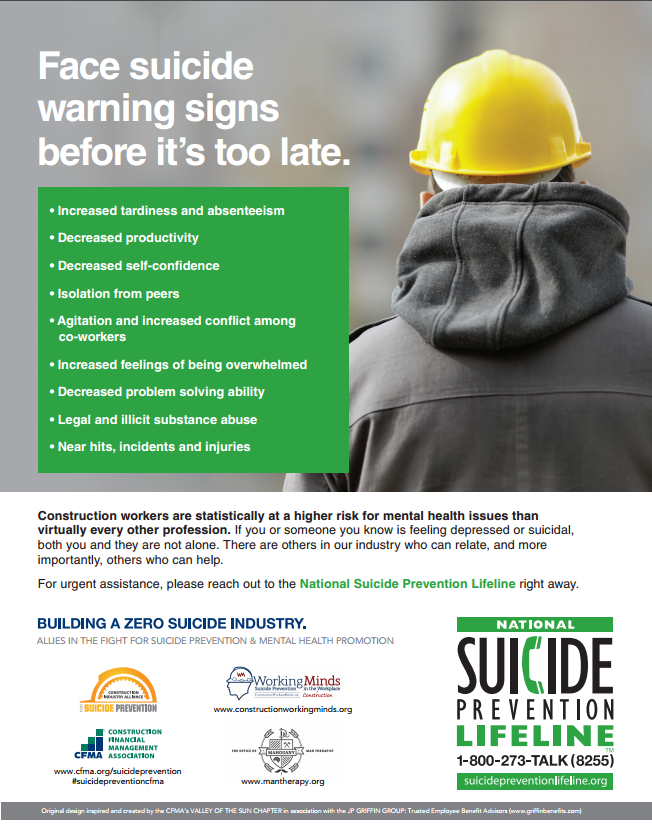 Face suicide
warning signs
before it's too late.
• Increased tardiness and absenteeism
• Decreased productivity
• Decreased self-confidence
• Isolation from peers
• Agitation and increased conflict among
co-workers
• Increased feelings of being overwhelmed
• Decreased problem solving ability
• Legal and illicit substance abuse
• Near hits, incidents and injuries
Construction workers are statistically at a higher risk for mental health issues than
virtually every other profession. If you or someone you know is feeling depressed or suicidal,
both you and they are not alone. There are others in our industry who can relate, and more
importantly, others who can help.
For urgent assistance, please reach out to the National Suicide Prevention Lifeline right away.
BUILDING A ZERO SUICIDE INDUSTRY.
ALLIES IN THE FIGHT FOR SUICIDE PREVENTION & MENTAL HEALTH PROMOTION
CONSTRUCTION
INDUSTRY ALLIANCE
FOR SUICIDE PREVENTION
WM
WorkingMinds
Suicide Prevention in the Workplace
ConstructionWorkingMinds.org Construction
www.constructionworkingminds.org
CFMA
CONSTRUCTION
FINANCIAL
MANAGEMENT
ASSOCIATION
www.cfma.org/suicideprevention
#suicidepreventioncfma
THE OFFICE OF MAHOGANY MAN THERAPIST
www.mantherapy.org
NATIONAL
SUICIDE
PREVENTION
LIFELINE™
1-800-273-TALK (8255)
suicidepreventionlifeline.org
Original design inspired and created by the CFMA's VALLEY OF THE SUN CHAPTER in association with the JP GRIFFIN GROUP: Trusted Employee Benefit Advisors (www.griffinbenefits.com)